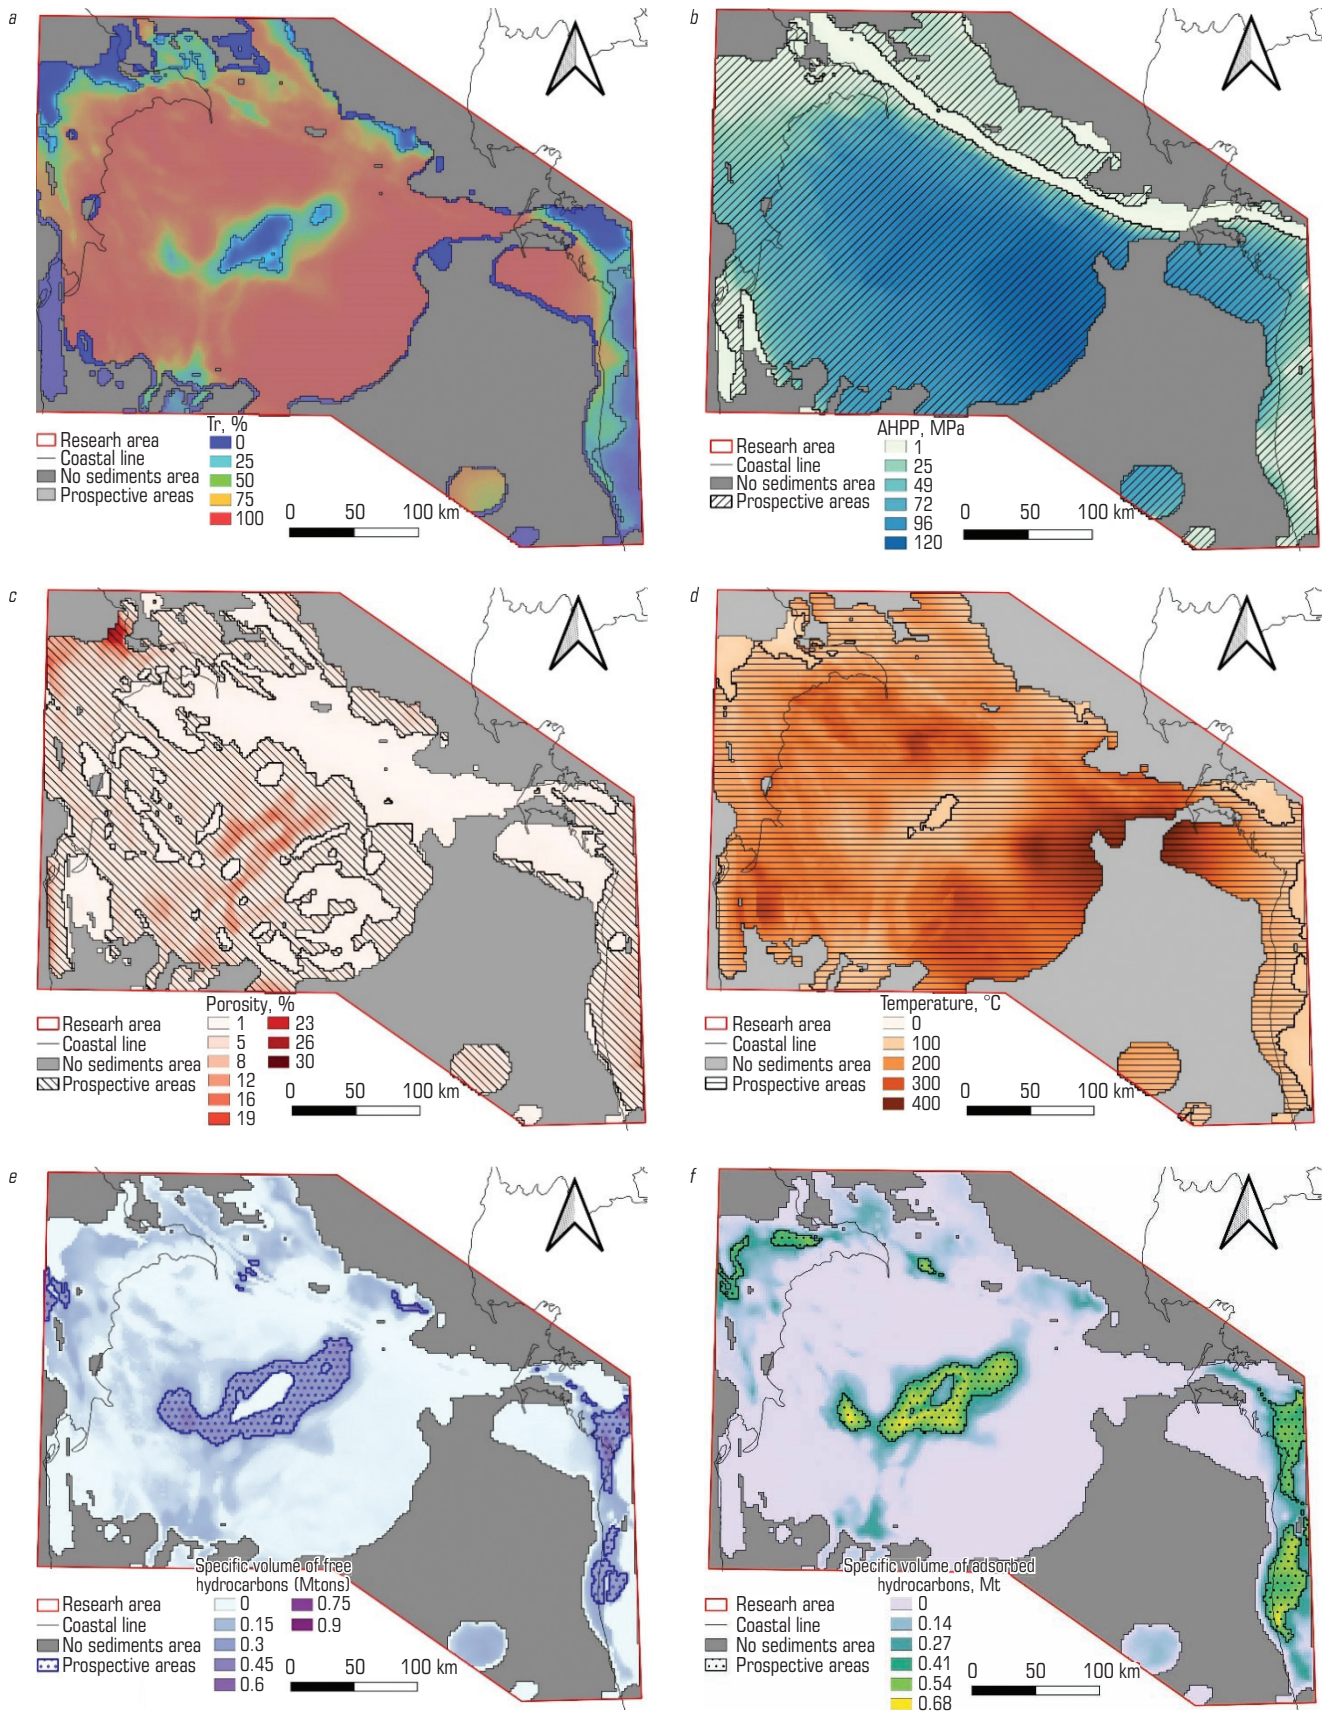 a
Tr, %
Researh area
Coastal line
No sediments area
Prospective areas
0
25
50
75
100
0 50 100 km
b
AHPP, MPa
Researh area
Coastal line
No sediments area
Prospective areas
1
25
49
72
96
120
0 50 100 km
c
Porosity, %
Researh area
Coastal line
No sediments area
Prospective areas
1
5
8
12
16
19
23
26
30
0 50 100 km
d
Temperature, °C
Researh area
Coastal line
No sediments area
Prospective areas
0
100
200
300
400
0 50 100 km
e
Specific volume of free
hydrocarbons (Mtons)
Researh area
Coastal line
No sediments area
Prospective areas
0
0.15
0.3
0.45
0.6
0.75
0.9
0 50 100 km
f
Specific volume of adsorbed
hydrocarbons, Mt
Researh area
Coastal line
No sediments area
Prospective areas
0
0.14
0.27
0.41
0.54
0.68
0 50 100 km